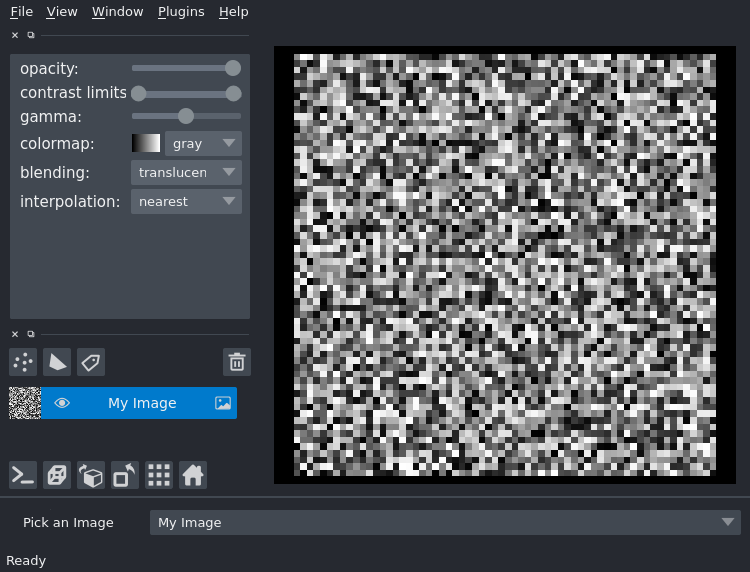 File View Window Plugins Help
opacity:
contrast limits
gamma:
colormap: gray
blending: translucen
interpolation: nearest
My Image
Pick an Image My Image
Ready